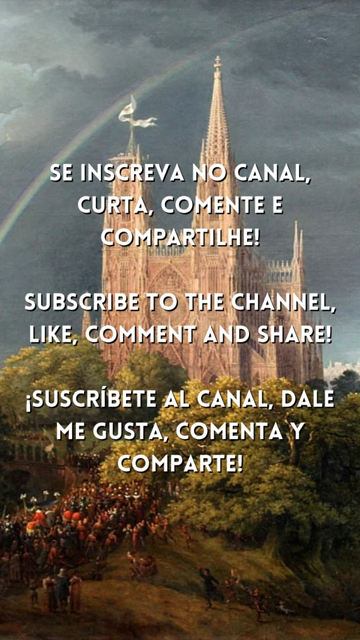 SE INSCREVA NO CANAL,
CURTA, COMENTE E
COMPARTILHE!
SUBSCRIBE TO THE CHANNEL,
LIKE, COMMENT AND SHARE!
¡SUSCRÍBETE AL CANAL, DALE
ME GUSTA, COMENTA Y
COMPARTE!